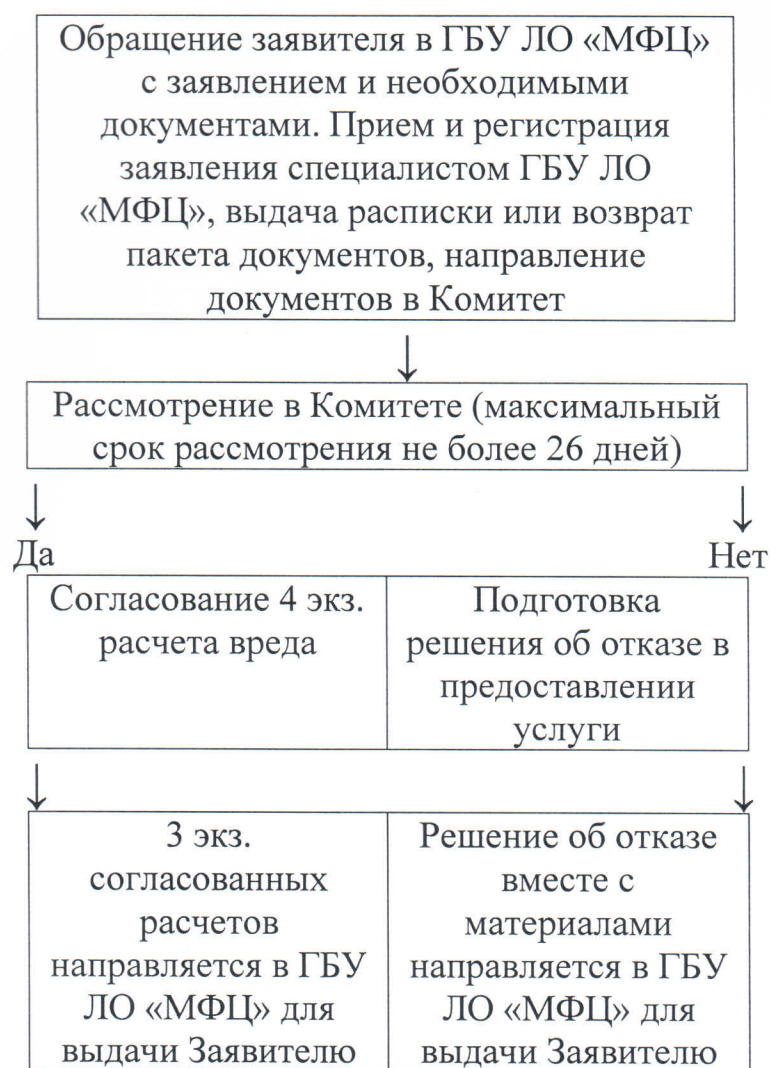 Обращение заявителя в ГБУ ЛО «МФЦ»
с заявлением и необходимыми
документами. Прием и регистрация
заявления специалистом ГБУ ЛО
«МФЦ», выдача расписки или возврат
пакета документов, направление
документов в Комитет
Рассмотрение в Комитете (максимальный
срок рассмотрения не более 26 дней)
Да
Нет
Согласование 4 экз.
расчета вреда
Подготовка
решения об отказе в
предоставлении
услуги
3 экз.
согласованных
расчетов
направляется в ГБУ
ЛО «МФЦ» для
выдачи Заявителю
Решение об отказе
вместе с
материалами
направляется в ГБУ
ЛО «МФЦ» для
выдачи Заявителю